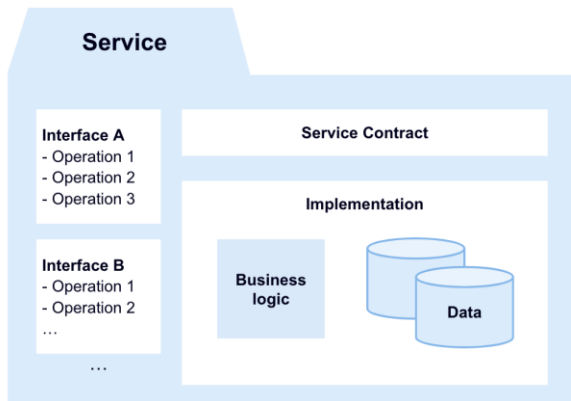 Service
Interface A
- Operation 1
- Operation 2
- Operation 3
Interface B
- Operation 1
- Operation 2
…
…
Service Contract
Implementation
Business
logic
Data